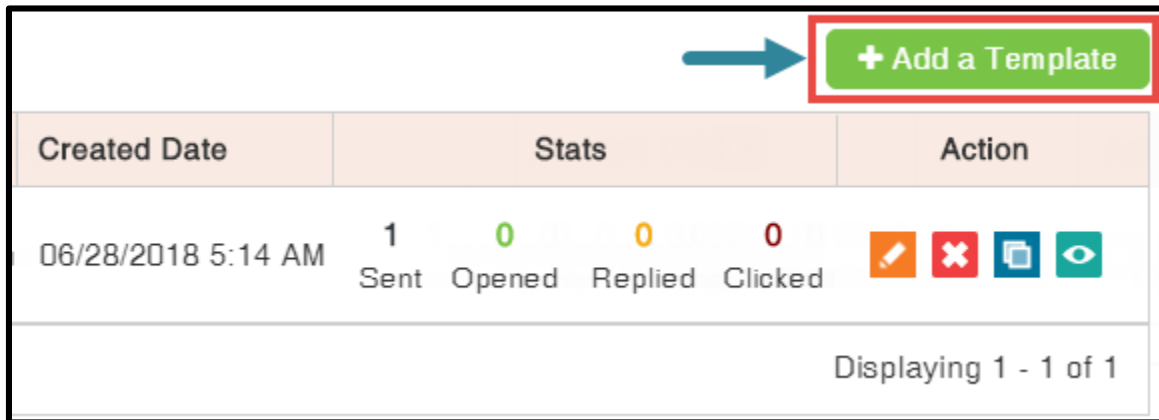 Add a Template
Created Date Stats Action
06/28/2018 5:14 AM 1 0 0 0
Sent Opened Replied Clicked
Displaying 1 - 1 of 1